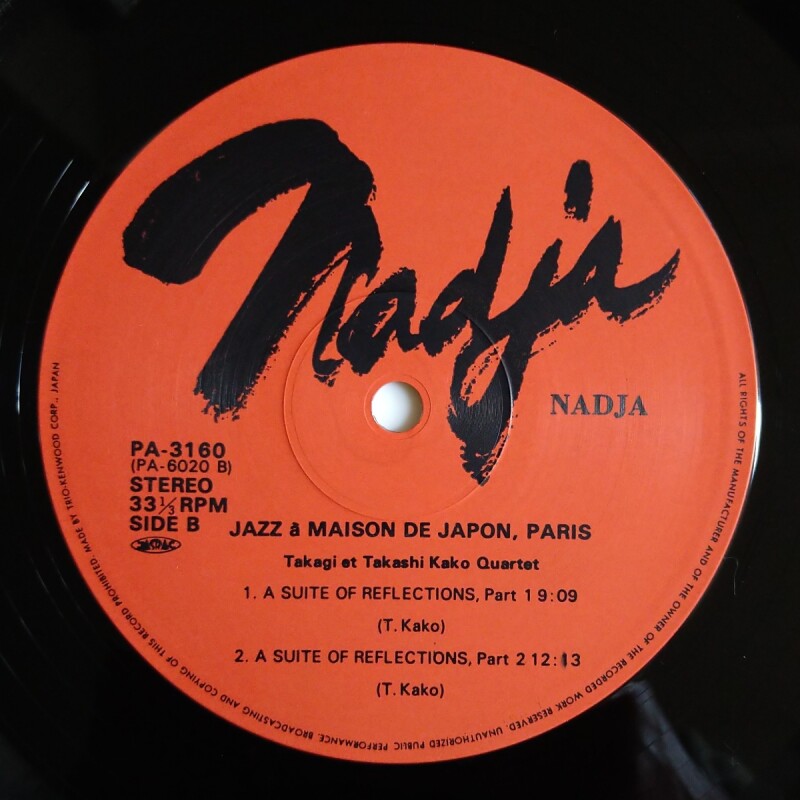 Nadja
NADJA
PA-3160
(PA-6020 B)
STEREO
33 1/3 RPM
SIDE B
JAZZ â MAISON DE JAPON, PARIS
Takagi et Takashi Kako Quartet
1. A SUITE OF REFLECTIONS, Part 1 9:09
(T. Kako)
2. A SUITE OF REFLECTIONS, Part 2 12:13
(T. Kako)
ALL RIGHTS OF THE MANUFACTURER AND OF THE OWNER OF THE RECORDED WORK RESERVED. UNAUTHORIZED PUBLIC PERFORMANCE, BROADCASTING AND COPYING OF THIS RECORD PROHIBITED. MADE BY TRIO-KENWOOD CORP., JAPAN